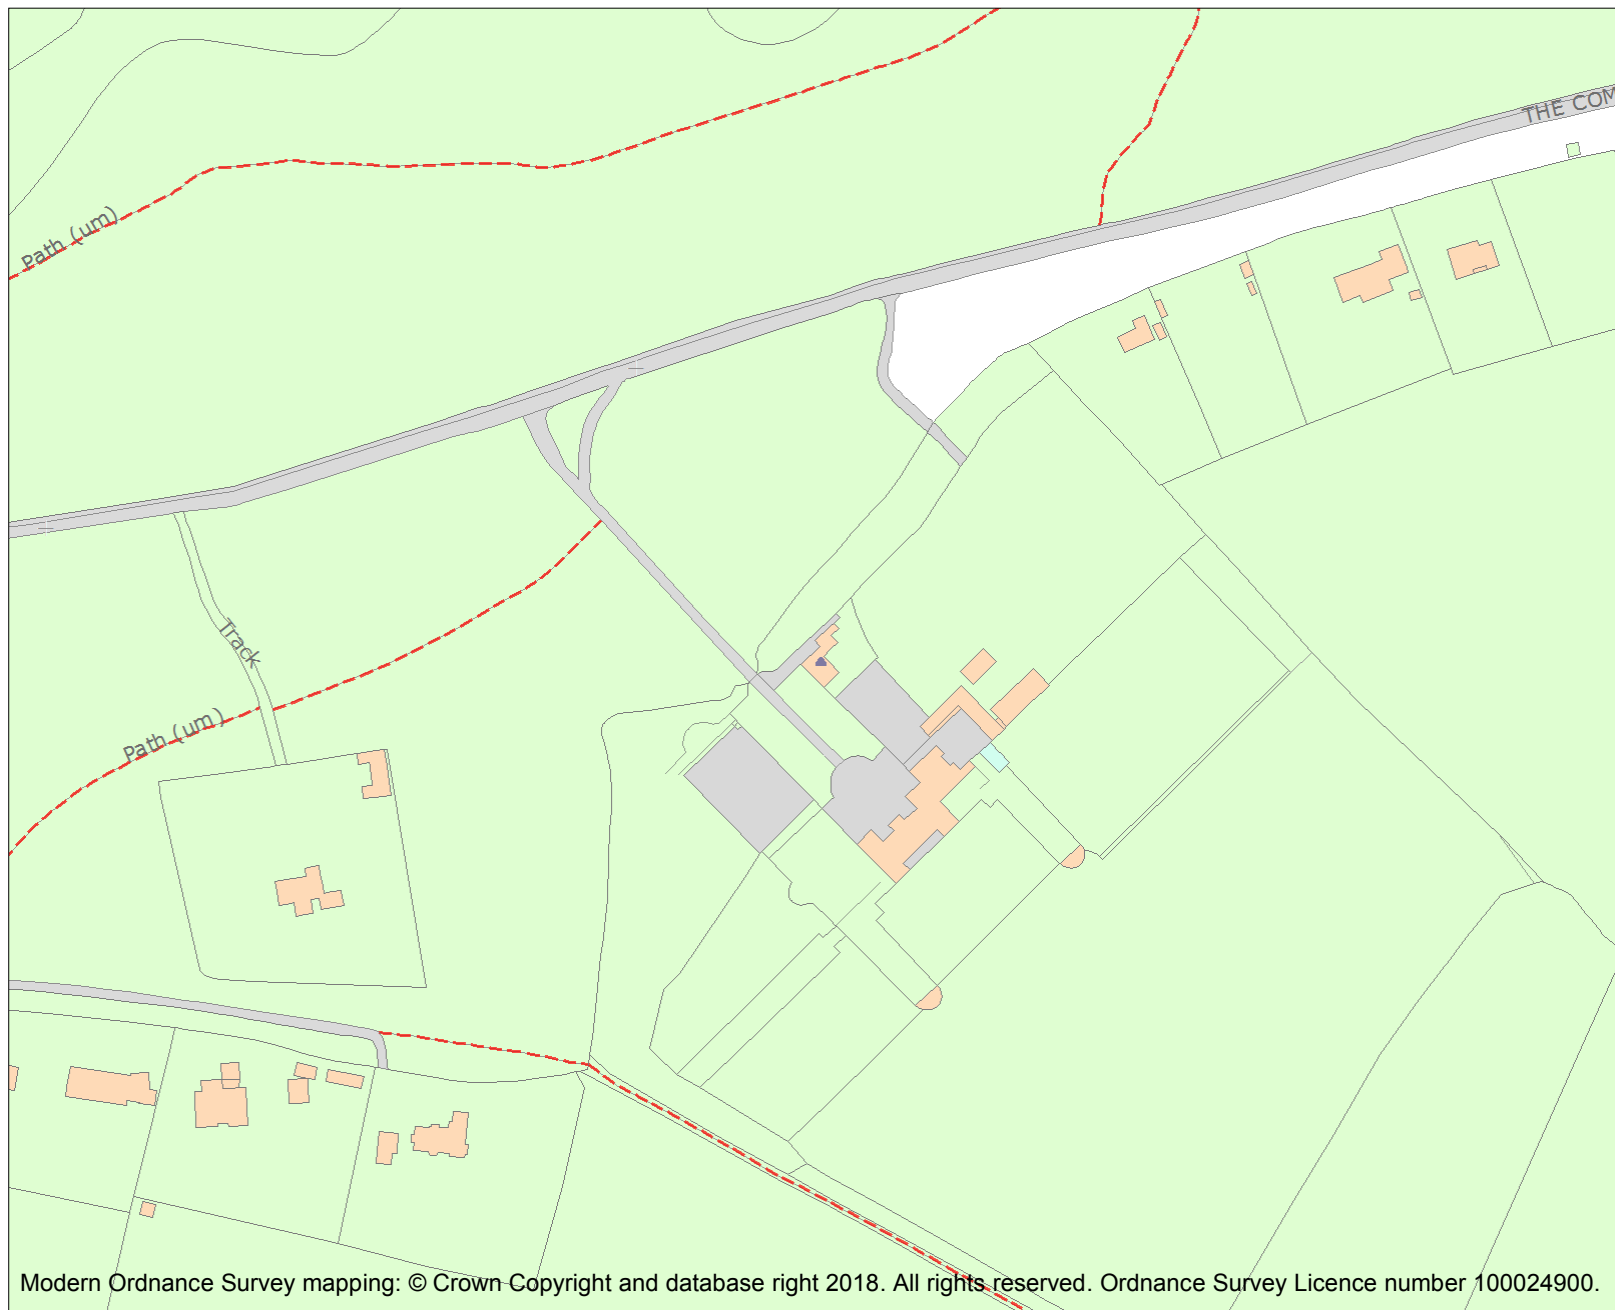 THE COM
Path (um)
Track
Path (um)
Modern Ordnance Survey mapping: © Crown Copyright and database right 2018. All rights reserved. Ordnance Survey Licence number 100024900.